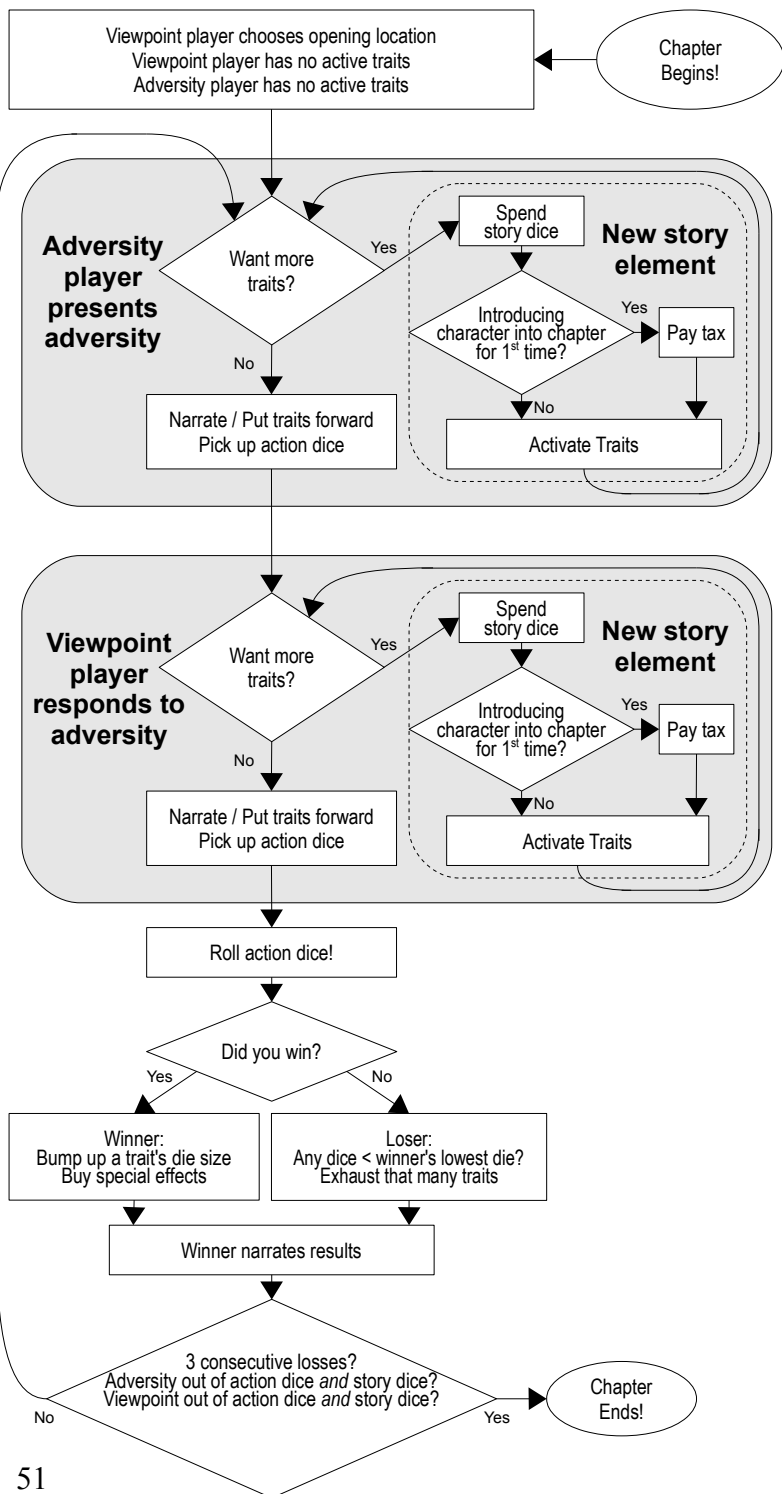 Viewpoint player chooses opening location
Viewpoint player has no active traits
Adversity player has no active traits
Chapter
Begins!
Adversity
player
presents
adversity
Want more
traits?
Yes
No
Spend
story dice
New story
element
Introducing
character into chapter
for 1st time?
Yes
Pay tax
No
Activate Traits
Narrate / Put traits forward
Pick up action dice
Viewpoint
player
responds to
adversity
Want more
traits?
Yes
No
Spend
story dice
New story
element
Introducing
character into chapter
for 1st time?
Yes
Pay tax
No
Activate Traits
Narrate / Put traits forward
Pick up action dice
Roll action dice!
Did you win?
Yes
No
Winner:
Bump up a trait's die size
Buy special effects
Loser:
Any dice < winner's lowest die?
Exhaust that many traits
Winner narrates results
3 consecutive losses?
Adversity out of action dice and story dice?
Viewpoint out of action dice and story dice?
No
Yes
Chapter
Ends!
51